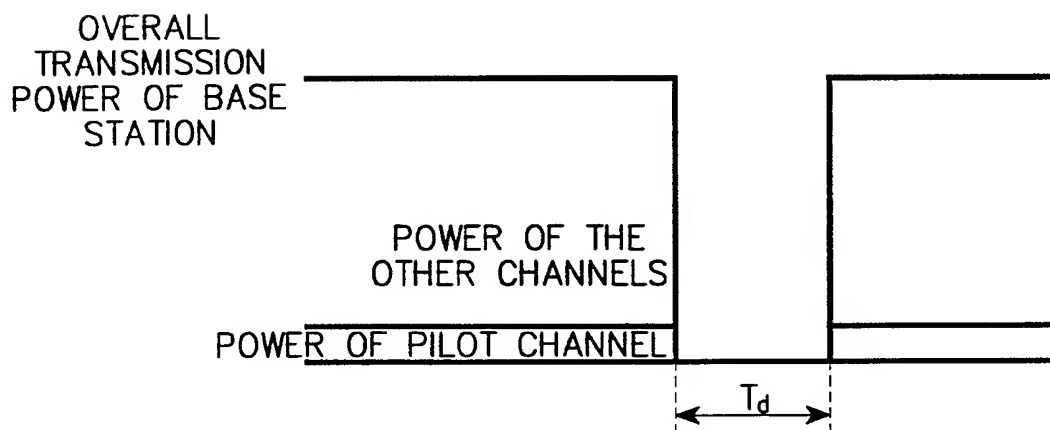 OVERALL
TRANSMISSION
POWER OF BASE
STATION
POWER OF THE
OTHER CHANNELS
POWER OF PILOT CHANNEL
Td